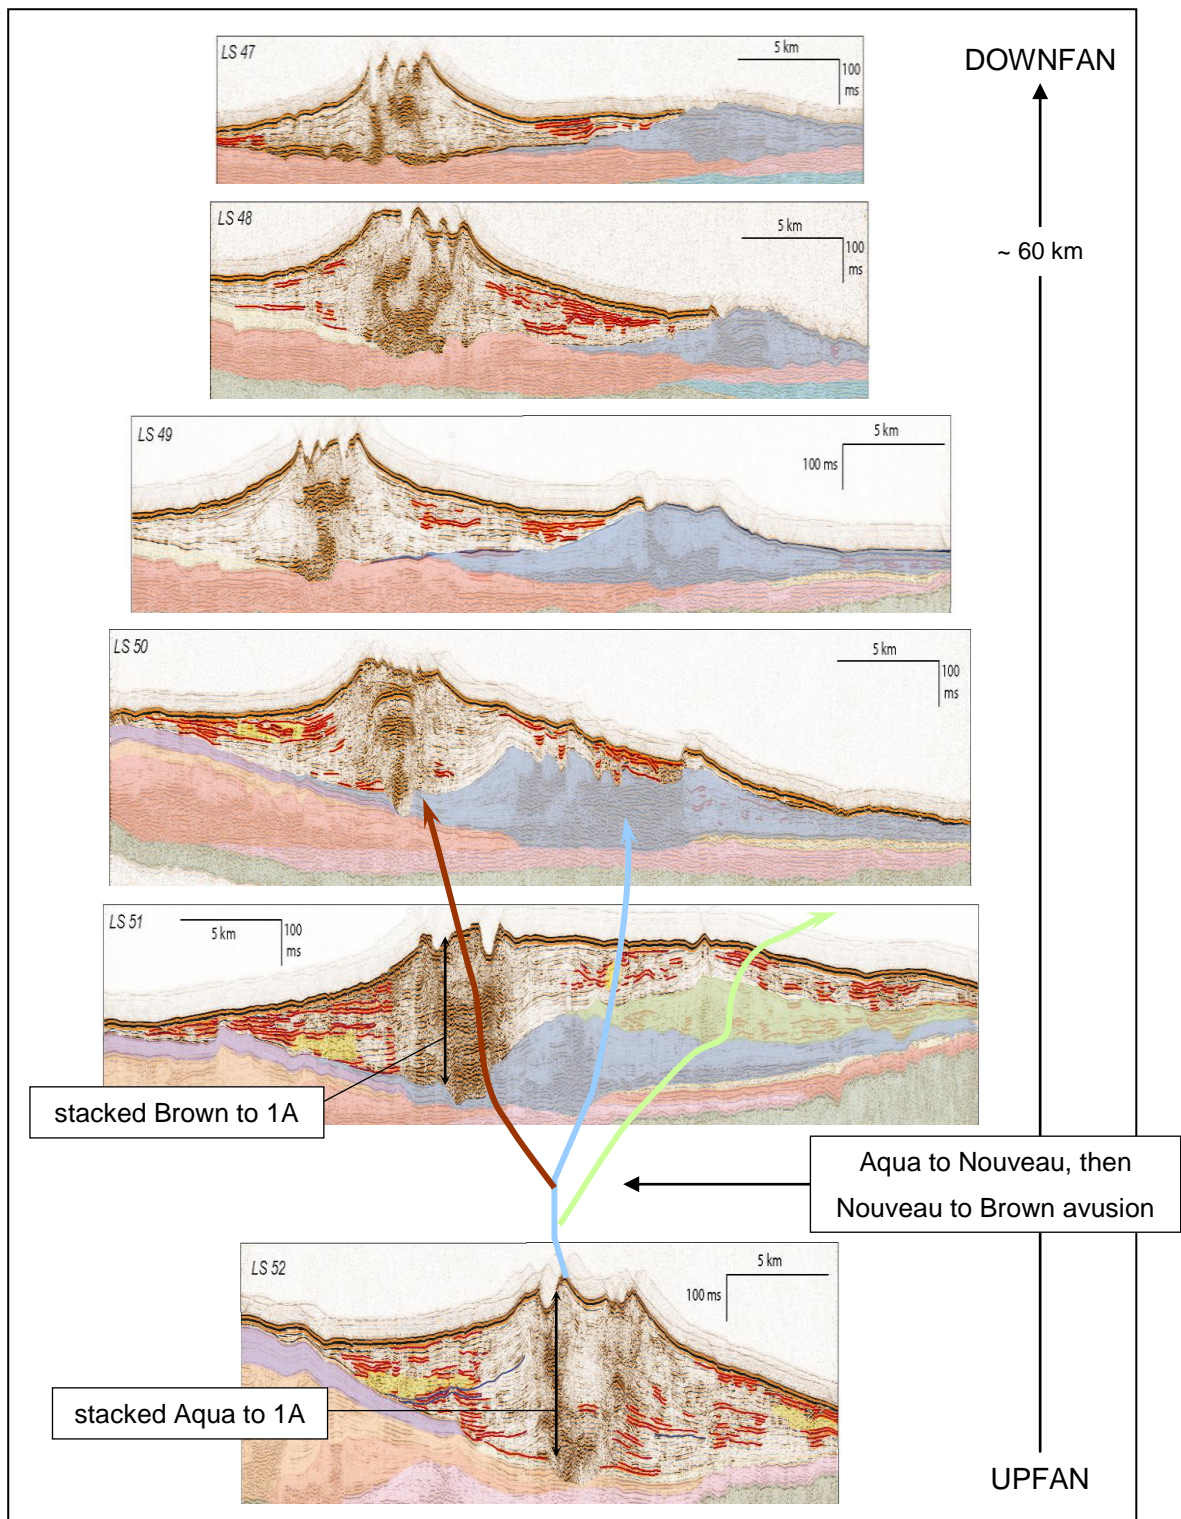 LS 47
5 km
100
ms
DOWNFAN
LS 48
5 km
100
ms
~ 60 km
LS 49
5 km
100 ms
LS 50
5 km
100
ms
LS 51
5 km
100
ms
stacked Brown to 1A
Aqua to Nouveau, then
Nouveau to Brown avusion
LS 52
5 km
100 ms
stacked Aqua to 1A
UPFAN